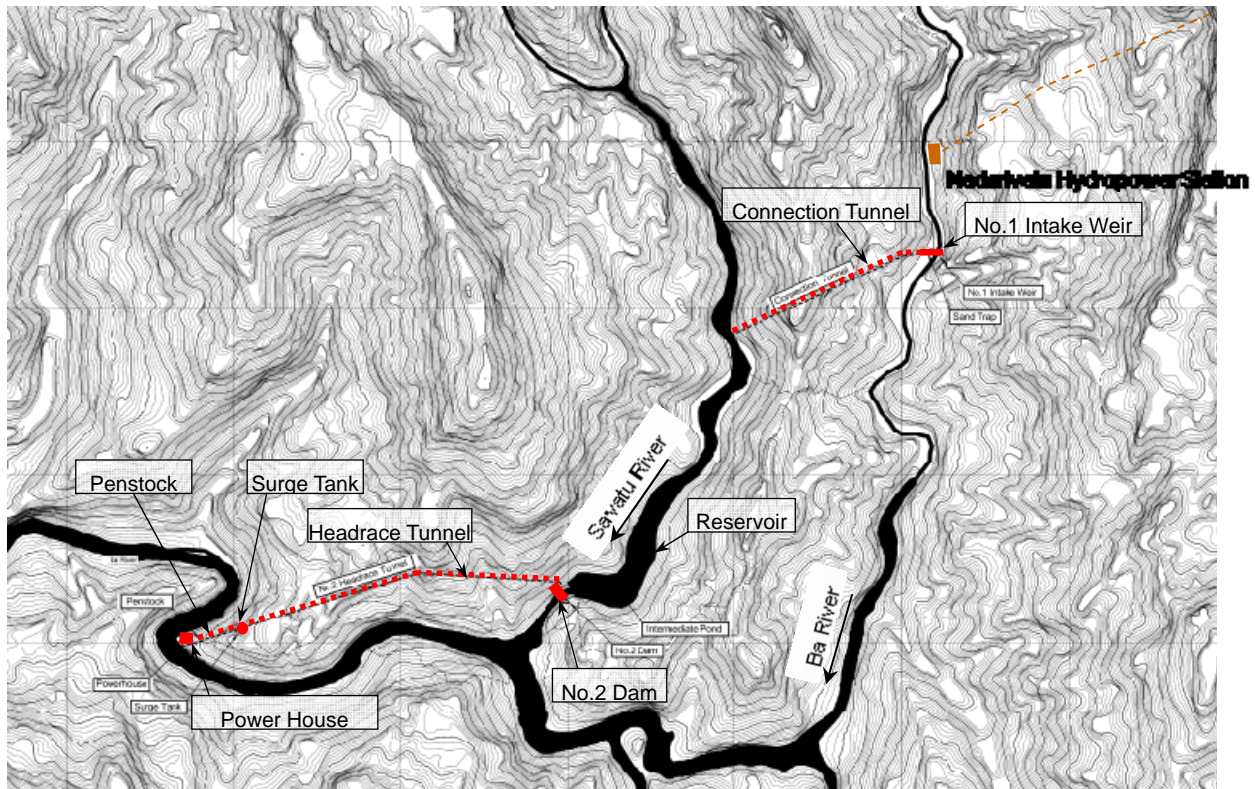 Nadarivatu Hydropower Station
Connection Tunnel
No.1 Intake Weir
Connection Tunnel
No.1 Intake Weir
Sand Trap
Penstock
Surge Tank
Headrace Tunnel
Savatu River
Reservoir
Ba River
No.2 Headrace Tunnel
Penstock
Ba River
Intermediate Pond
No.2 Dam
No.2 Dam
Powerhouse
Surge Tank
Power House